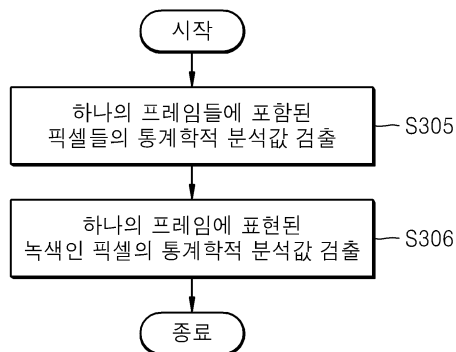 시작
하나의 프레임들에 포함된
픽셀들의 통계학적 분석값 검출
S305
하나의 프레임에 표현된
녹색인 픽셀의 통계학적 분석값 검출
S306
종료